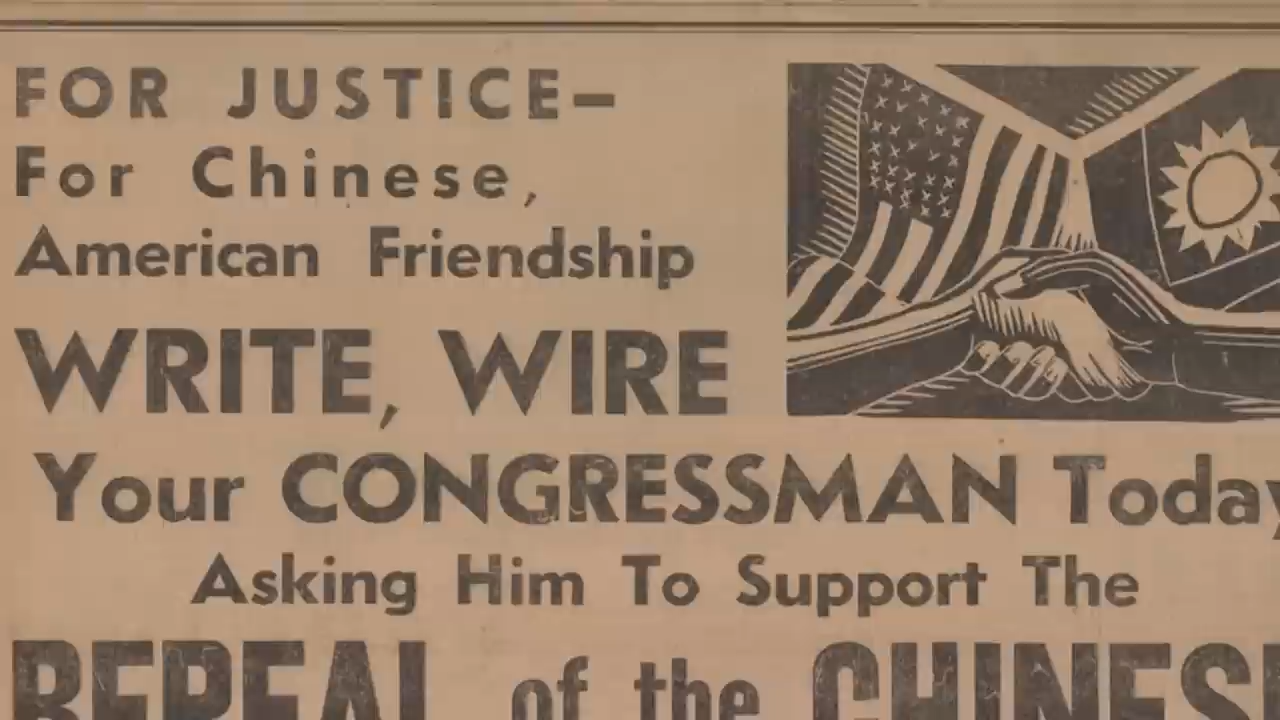 FOR JUSTICE—
For Chinese,
American Friendship
WRITE, WIRE
Your CONGRESSMAN Today
Asking Him To Support The
REPEAL of the CHINESE